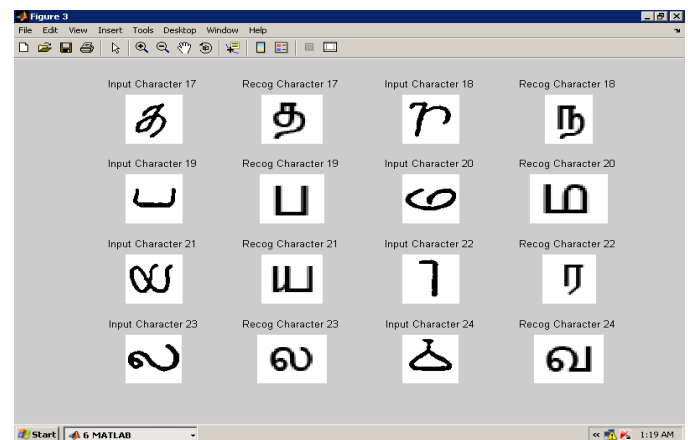 Figure 3
File Edit View Insert Tools Desktop Window Help
Input Character 17 Recog Character 17 Input Character 18 Recog Character 18
த த ந
Input Character 19 Recog Character 19 Input Character 20 Recog Character 20
ப ப ம
Input Character 21 Recog Character 21 Input Character 22 Recog Character 22
ய ய ர
Input Character 23 Recog Character 23 Input Character 24 Recog Character 24
ல ல வ
Start 6 MATLAB 1:19 AM